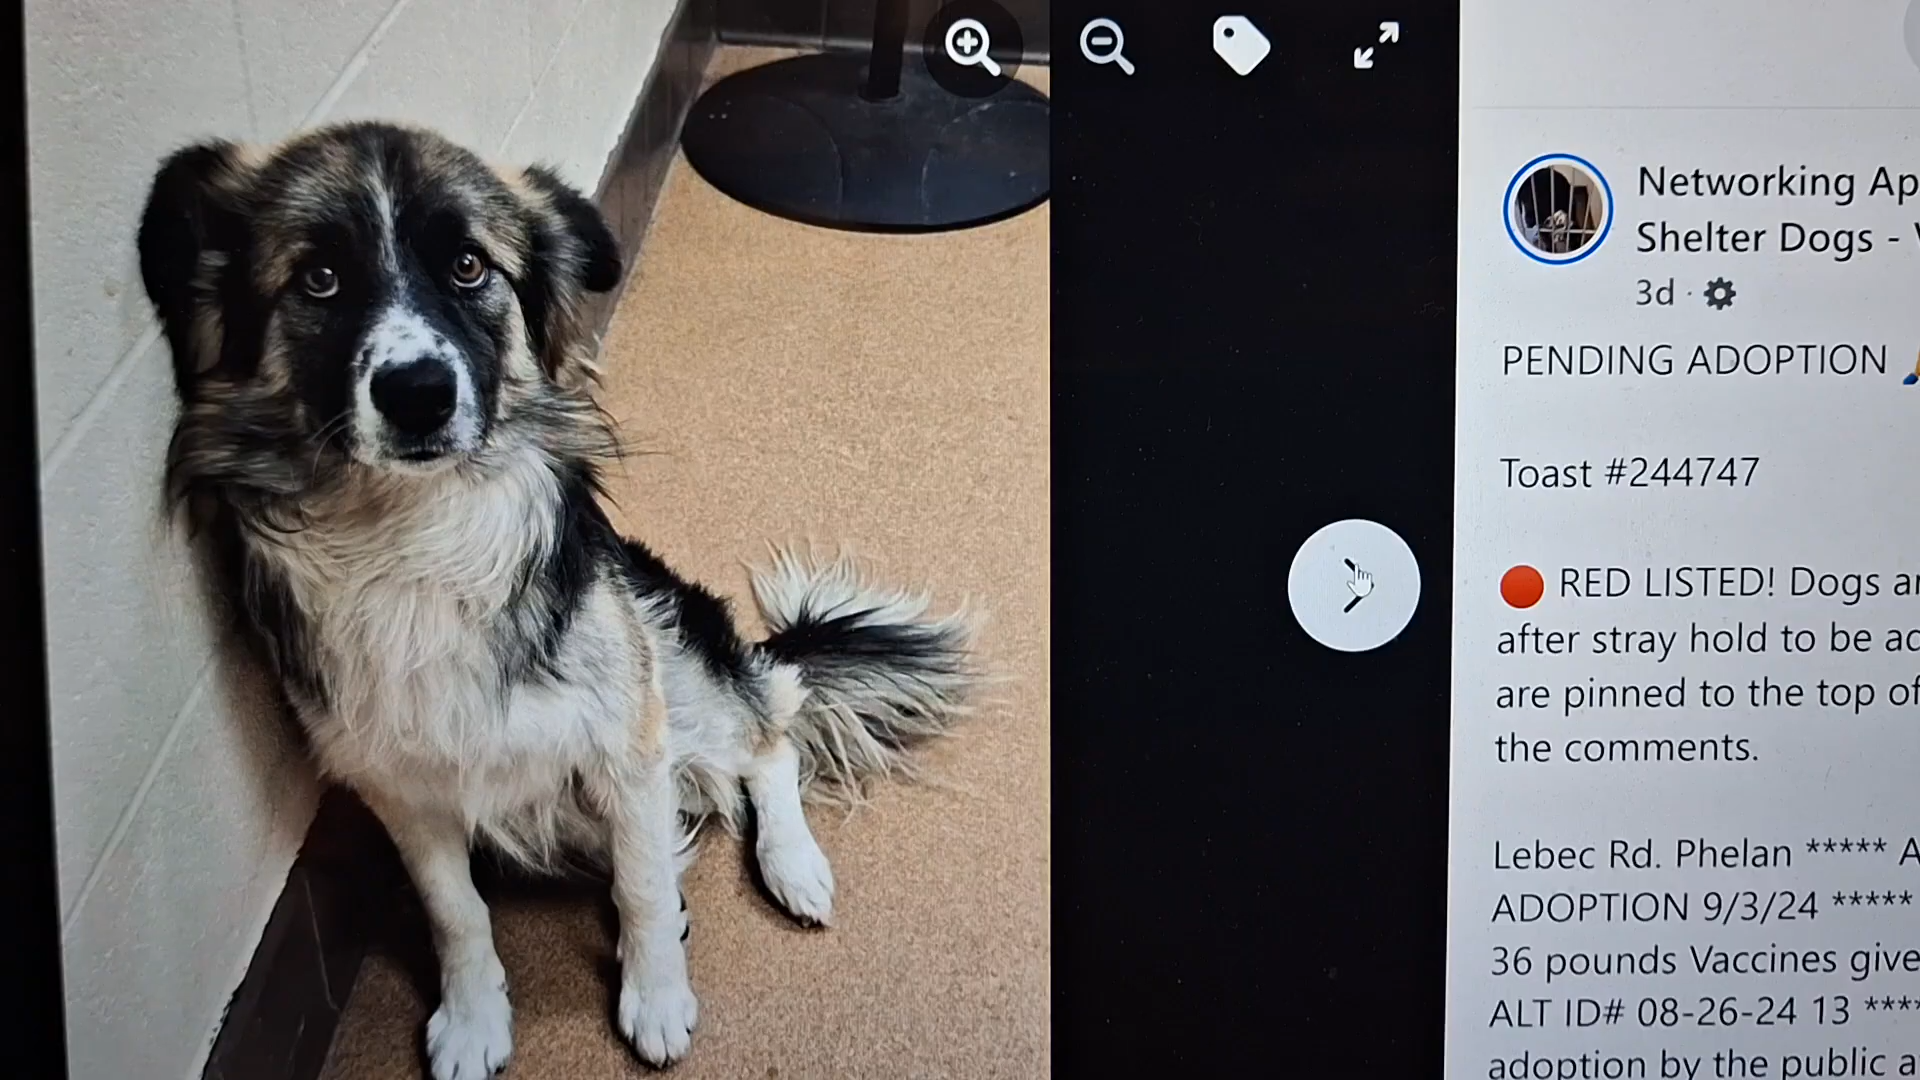 Networking Ap
Shelter Dogs -
3d ·
PENDING ADOPTION
Toast #244747
RED LISTED! Dogs
after stray hold to be
are pinned to the top of
the comments.
Lebec Rd. Phelan ***** A
ADOPTION 9/3/24 *****
36 pounds Vaccines give
ALT ID# 08-26-24 13 ****
adoption by the public a